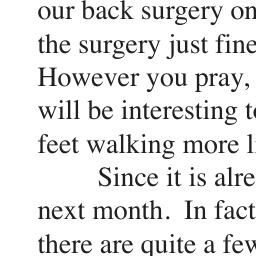 our back surgery on
the surgery just fine
However you pray,
will be interesting
feet walking more
Since it is
next month.  In fact
there are quite a few